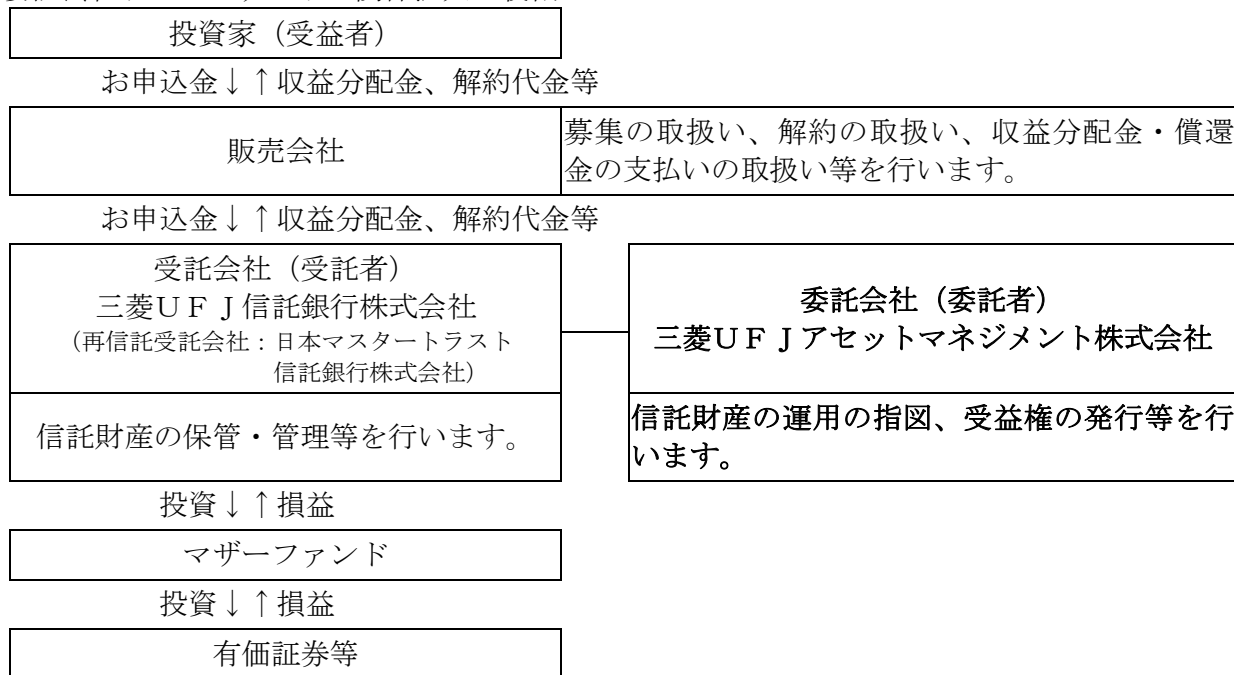 投資家（受益者）
お申込金↓↑収益分配金、解約代金等
販売会社
募集の取扱い、解約の取扱い、収益分配金・償還
金の支払いの取扱い等を行います。
お申込金↓↑収益分配金、解約代金等
受託会社（受託者）
三菱ＵＦＪ信託銀行株式会社
（再信託受託会社：日本マスタートラスト
信託銀行株式会社）
委託会社（委託者）
三菱ＵＦＪアセットマネジメント株式会社
信託財産の保管・管理等を行います。
信託財産の運用の指図、受益権の発行等を行
います。
投資↓↑損益
マザーファンド
投資↓↑損益
有価証券等